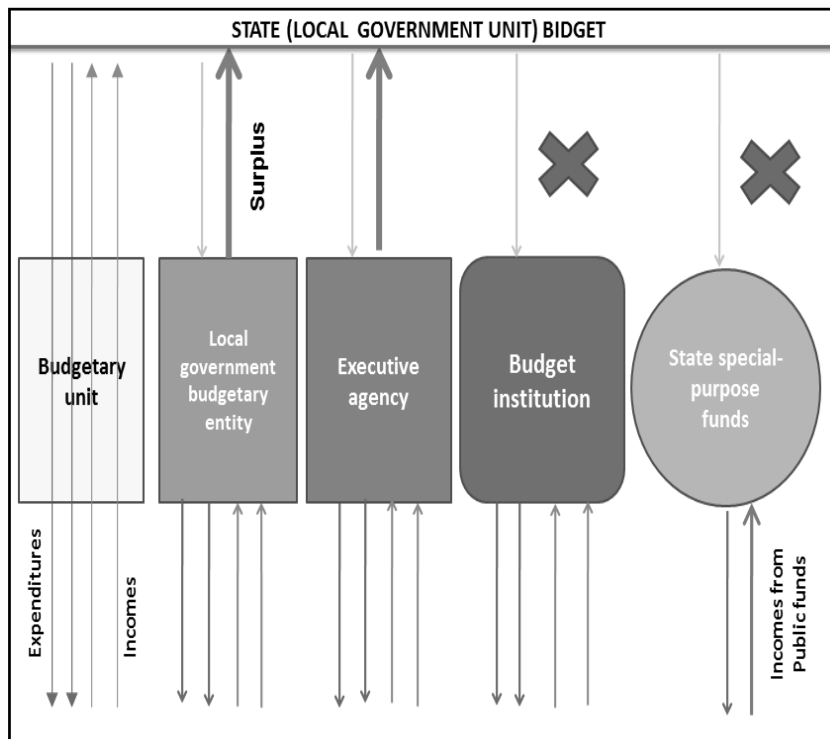 STATE (LOCAL GOVERNMENT UNIT) BIDGET
Surplus
Budgetary
unit
Local
government
budgetary
entity
Executive
agency
Budget
institution
State special-
purpose
funds
Expenditures
Incomes
Incomes from
Public funds